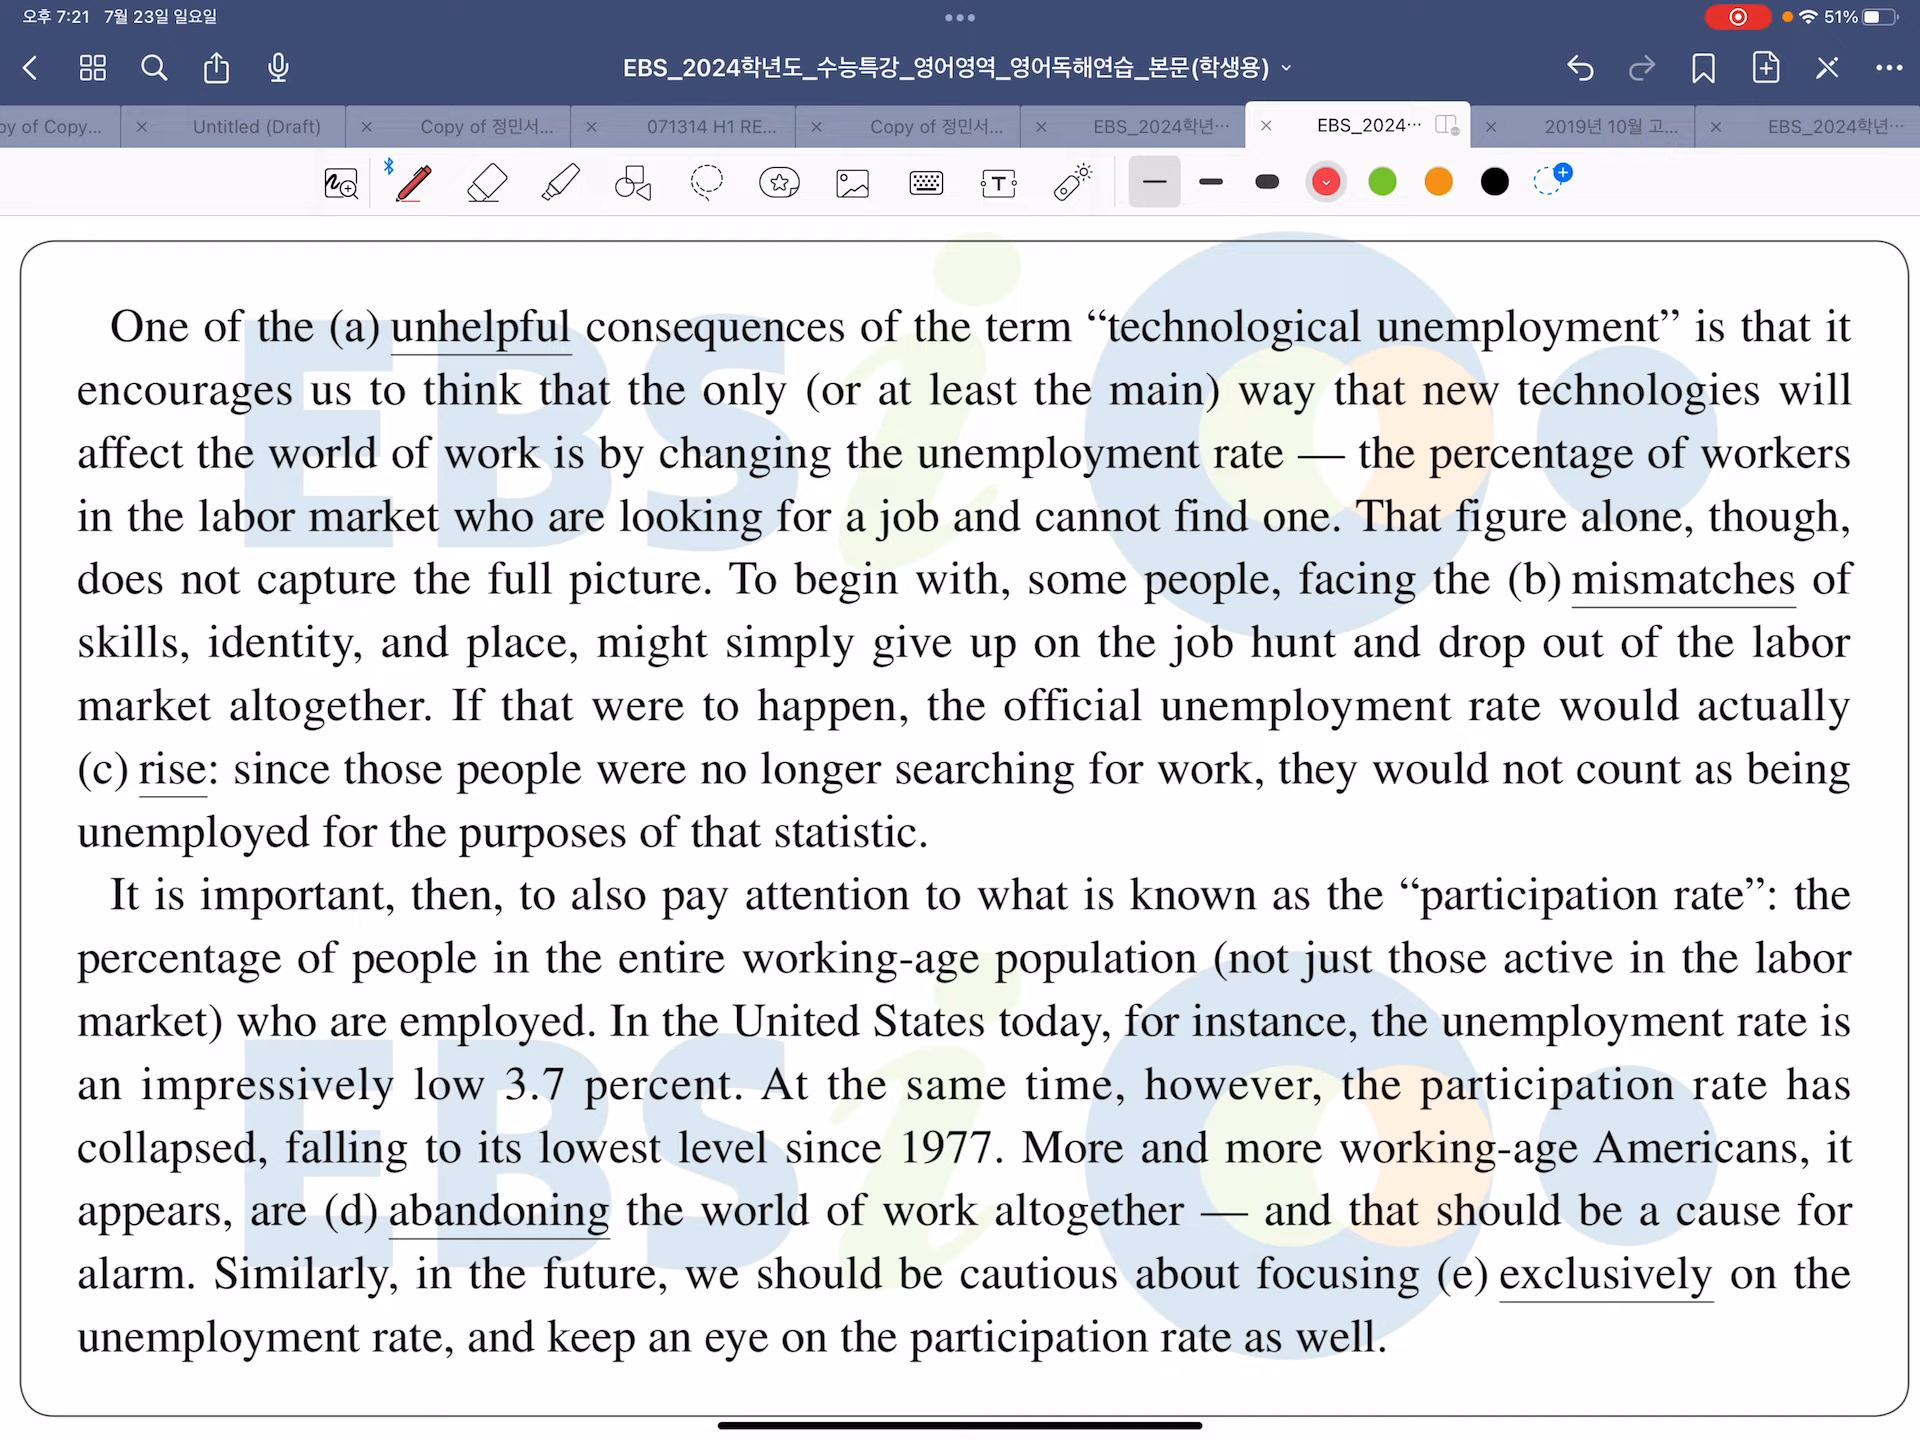 오후 7:21 7월 23일 일요일
51%
EBS_2024학년도_수능특강_영어영역_영어독해연습_본문(학생용)
py of Copy...
Untitled (Draft)
Copy of 정민서...
071314 H1 RE...
Copy of 정민서...
EBS_2024학년...
EBS_2024...
2019년 10월 고...
EBS_2024학년...
One of the (a) unhelpful consequences of the term “technological unemployment” is that it
encourages us to think that the only (or at least the main) way that new technologies will
affect the world of work is by changing the unemployment rate — the percentage of workers
in the labor market who are looking for a job and cannot find one. That figure alone, though,
does not capture the full picture. To begin with, some people, facing the (b) mismatches of
skills, identity, and place, might simply give up on the job hunt and drop out of the labor
market altogether. If that were to happen, the official unemployment rate would actually
(c) rise: since those people were no longer searching for work, they would not count as being
unemployed for the purposes of that statistic.
It is important, then, to also pay attention to what is known as the “participation rate”: the
percentage of people in the entire working-age population (not just those active in the labor
market) who are employed. In the United States today, for instance, the unemployment rate is
an impressively low 3.7 percent. At the same time, however, the participation rate has
collapsed, falling to its lowest level since 1977. More and more working-age Americans, it
appears, are (d) abandoning the world of work altogether — and that should be a cause for
alarm. Similarly, in the future, we should be cautious about focusing (e) exclusively on the
unemployment rate, and keep an eye on the participation rate as well.
EBSi
EBSi